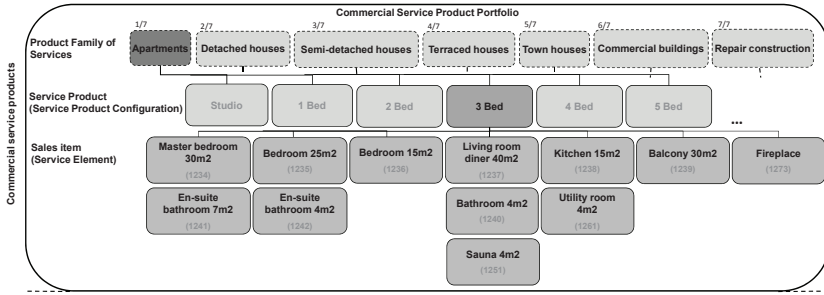 Commercial Service Product Portfolio
1/7 2/7 3/7 4/7 5/7 6/7 7/7
Product Family of
Services
Apartments
Detached houses
Semi-detached houses
Terraced houses
Town houses
Commercial buildings
Repair construction
Service Product
(Service Product Configuration)
Studio
1 Bed
2 Bed
3 Bed
4 Bed
5 Bed
...
Sales item
(Service Element)
Master bedroom
30m2
(1234)
Bedroom 25m2
(1235)
Bedroom 15m2
(1236)
Living room
diner 40m2
(1237)
Kitchen 15m2
(1238)
Balcony 30m2
(1239)
Fireplace
(1273)
En-suite
bathroom 7m2
(1241)
En-suite
bathroom 4m2
(1242)
Bathroom 4m2
(1240)
Utility room
4m2
(1261)
Sauna 4m2
(1251)
Commercial service products